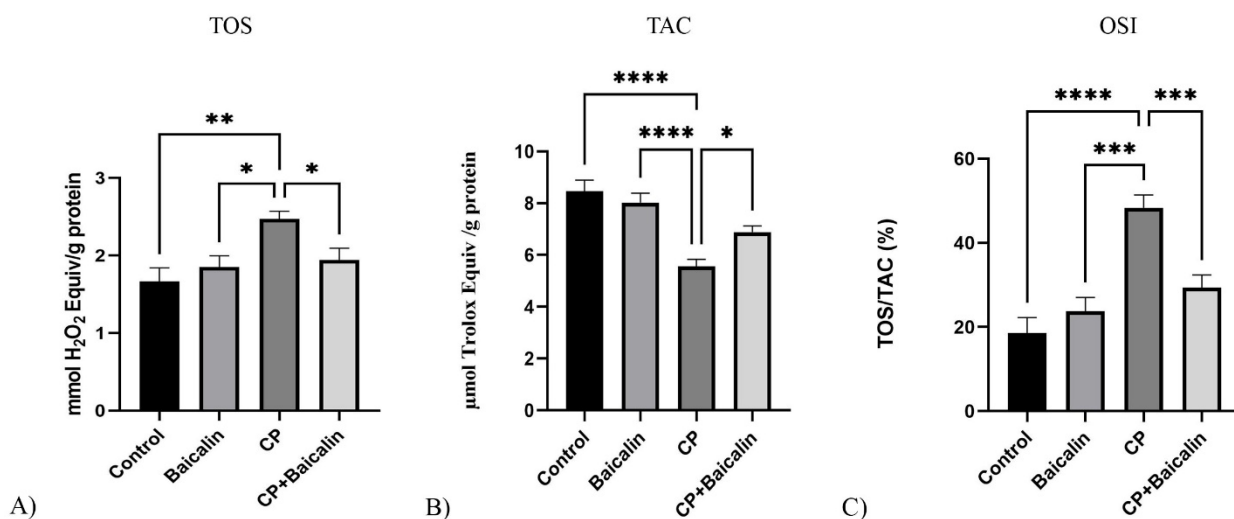 TOS
TAC
OSI
**
*
*
mmol H₂O₂ Equiv/g protein
3
2
1
0
Control
Baicalin
CP
CP+Baicalin
A)
****
****
*
μmol Trolox Equiv /g protein
10
8
6
4
2
0
Control
Baicalin
CP
CP+Baicalin
B)
****
***
***
TOS/TAC (%)
60
40
20
0
Control
Baicalin
CP
CP+Baicalin
C)